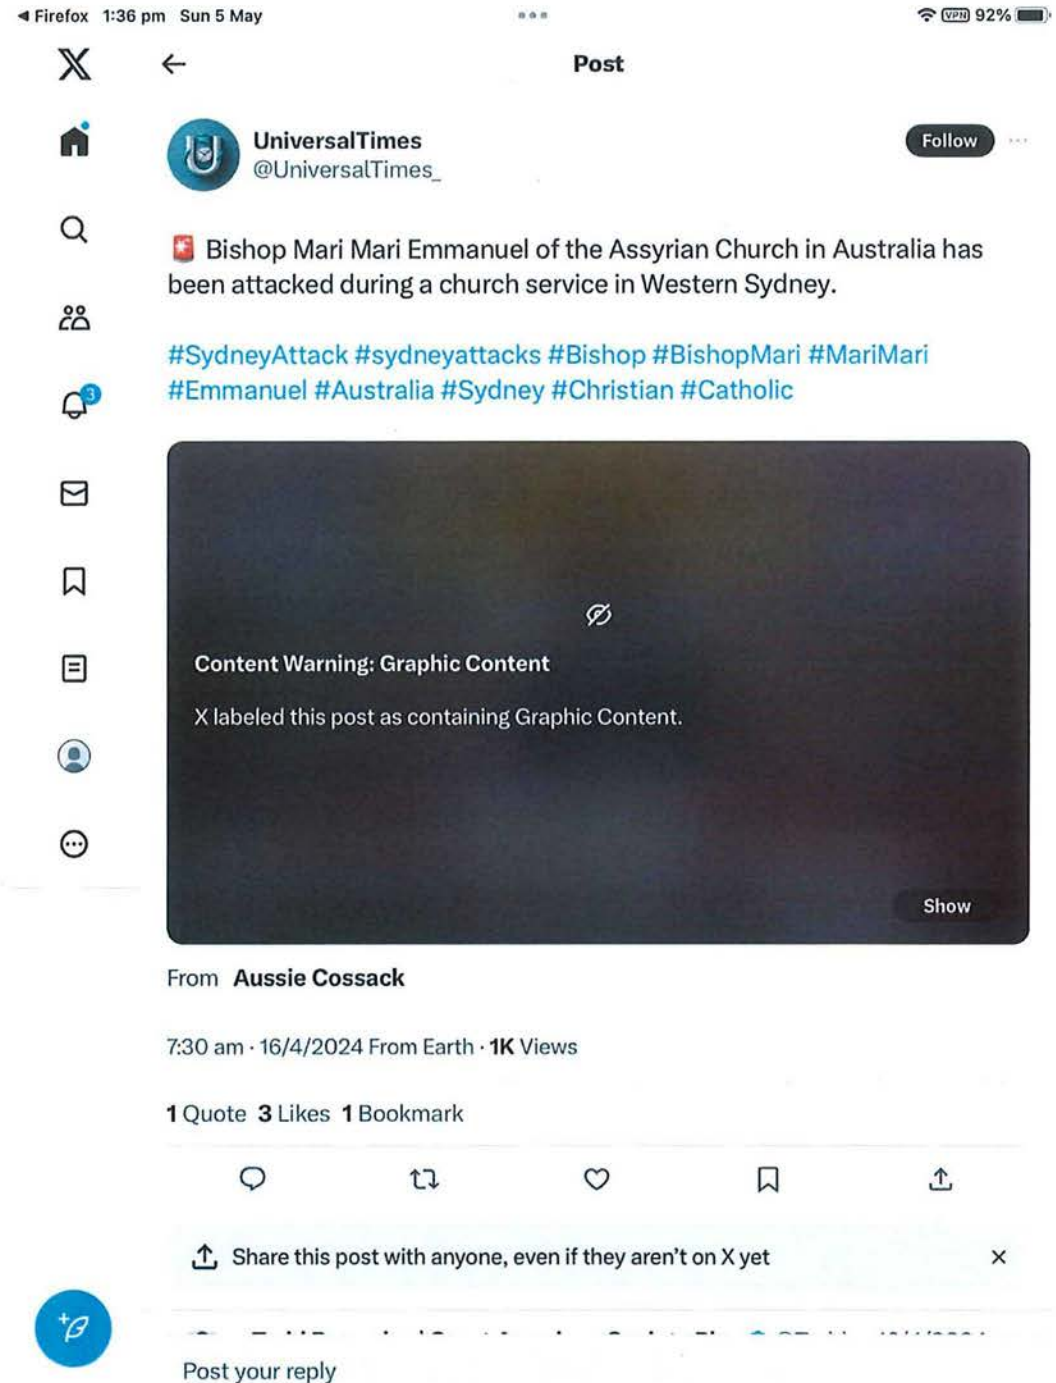 Firefox 1:36 pm Sun 5 May VPN 92%
Post
UniversalTimes
@UniversalTimes_
Follow
Bishop Mari Mari Emmanuel of the Assyrian Church in Australia has
been attacked during a church service in Western Sydney.
#SydneyAttack #sydneyattacks #Bishop #BishopMari #MariMari
#Emmanuel #Australia #Sydney #Christian #Catholic
3
Content Warning: Graphic Content
X labeled this post as containing Graphic Content.
Show
From Aussie Cossack
7:30 am · 16/4/2024 From Earth · 1K Views
1 Quote 3 Likes 1 Bookmark
Share this post with anyone, even if they aren't on X yet
Post your reply